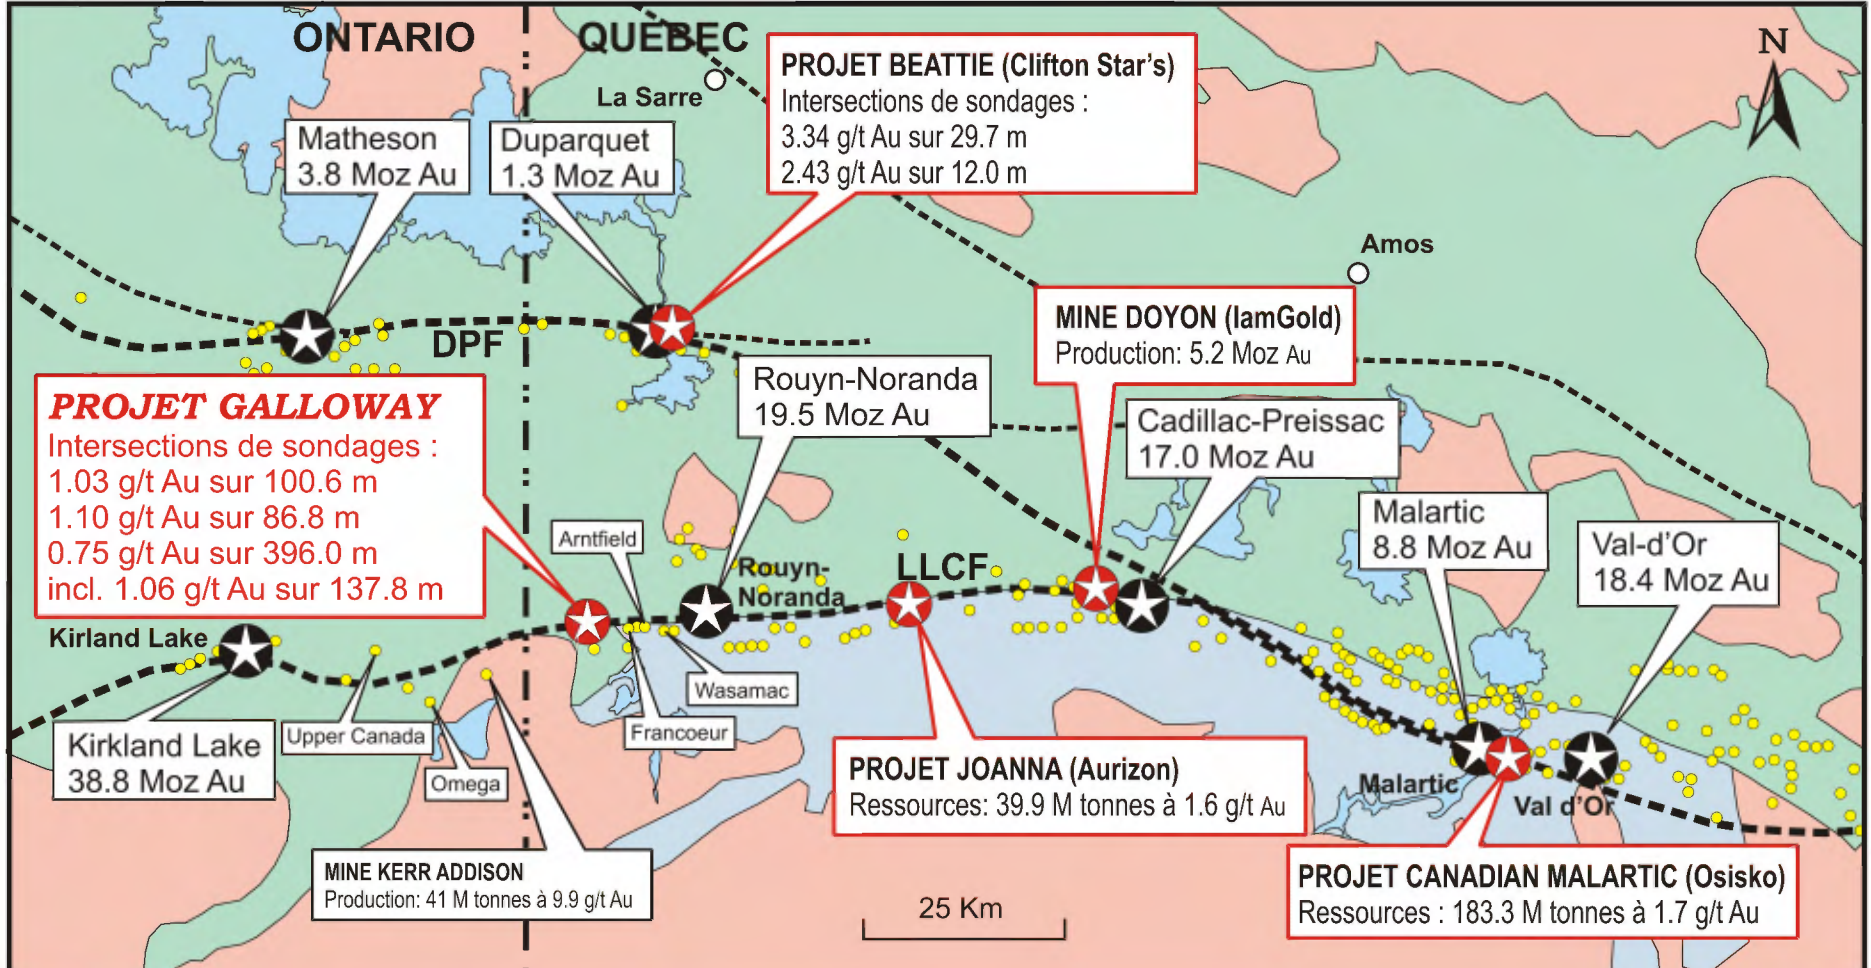 ONTARIO
QUEBEC
N
La Sarre
PROJET BEATTIE (Clifton Star's)
Intersections de sondages :
3.34 g/t Au sur 29.7 m
2.43 g/t Au sur 12.0 m
Matheson
3.8 Moz Au
Duparquet
1.3 Moz Au
Amos
DPF
MINE DOYON (IamGold)
Production: 5.2 Moz Au
Rouyn-Noranda
19.5 Moz Au
PROJET GALLOWAY
Intersections de sondages :
1.03 g/t Au sur 100.6 m
1.10 g/t Au sur 86.8 m
0.75 g/t Au sur 396.0 m
incl. 1.06 g/t Au sur 137.8 m
Cadillac-Preissac
17.0 Moz Au
Malartic
8.8 Moz Au
Val-d'Or
18.4 Moz Au
Arntfield
Rouyn-
Noranda
LLCF
Kirland Lake
Wasamac
Francoeur
Upper Canada
Omega
Kirkland Lake
38.8 Moz Au
PROJET JOANNA (Aurizon)
Ressources: 39.9 M tonnes à 1.6 g/t Au
Malartic
Val d'Or
MINE KERR ADDISON
Production: 41 M tonnes à 9.9 g/t Au
25 Km
PROJET CANADIAN MALARTIC (Osisko)
Ressources : 183.3 M tonnes à 1.7 g/t Au